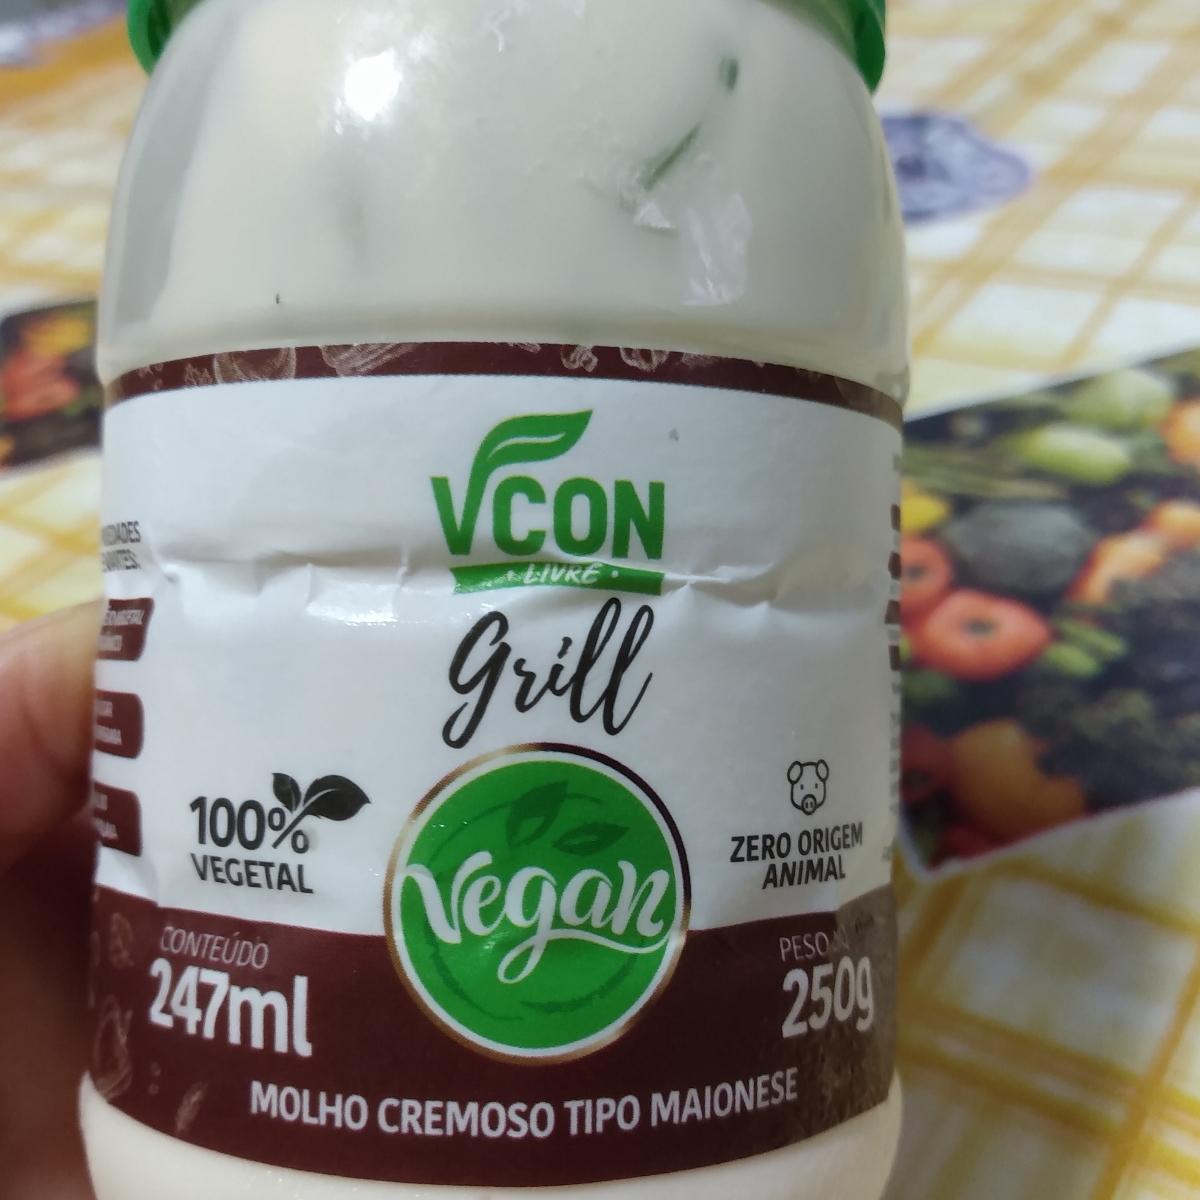 VCON
LIVRE
Grill
100%
VEGETAL
Vegan
ZERO ORIGEM
ANIMAL
CONTEÚDO
247ml
PESO
250g
MOLHO CREMOSO TIPO MAIONESE